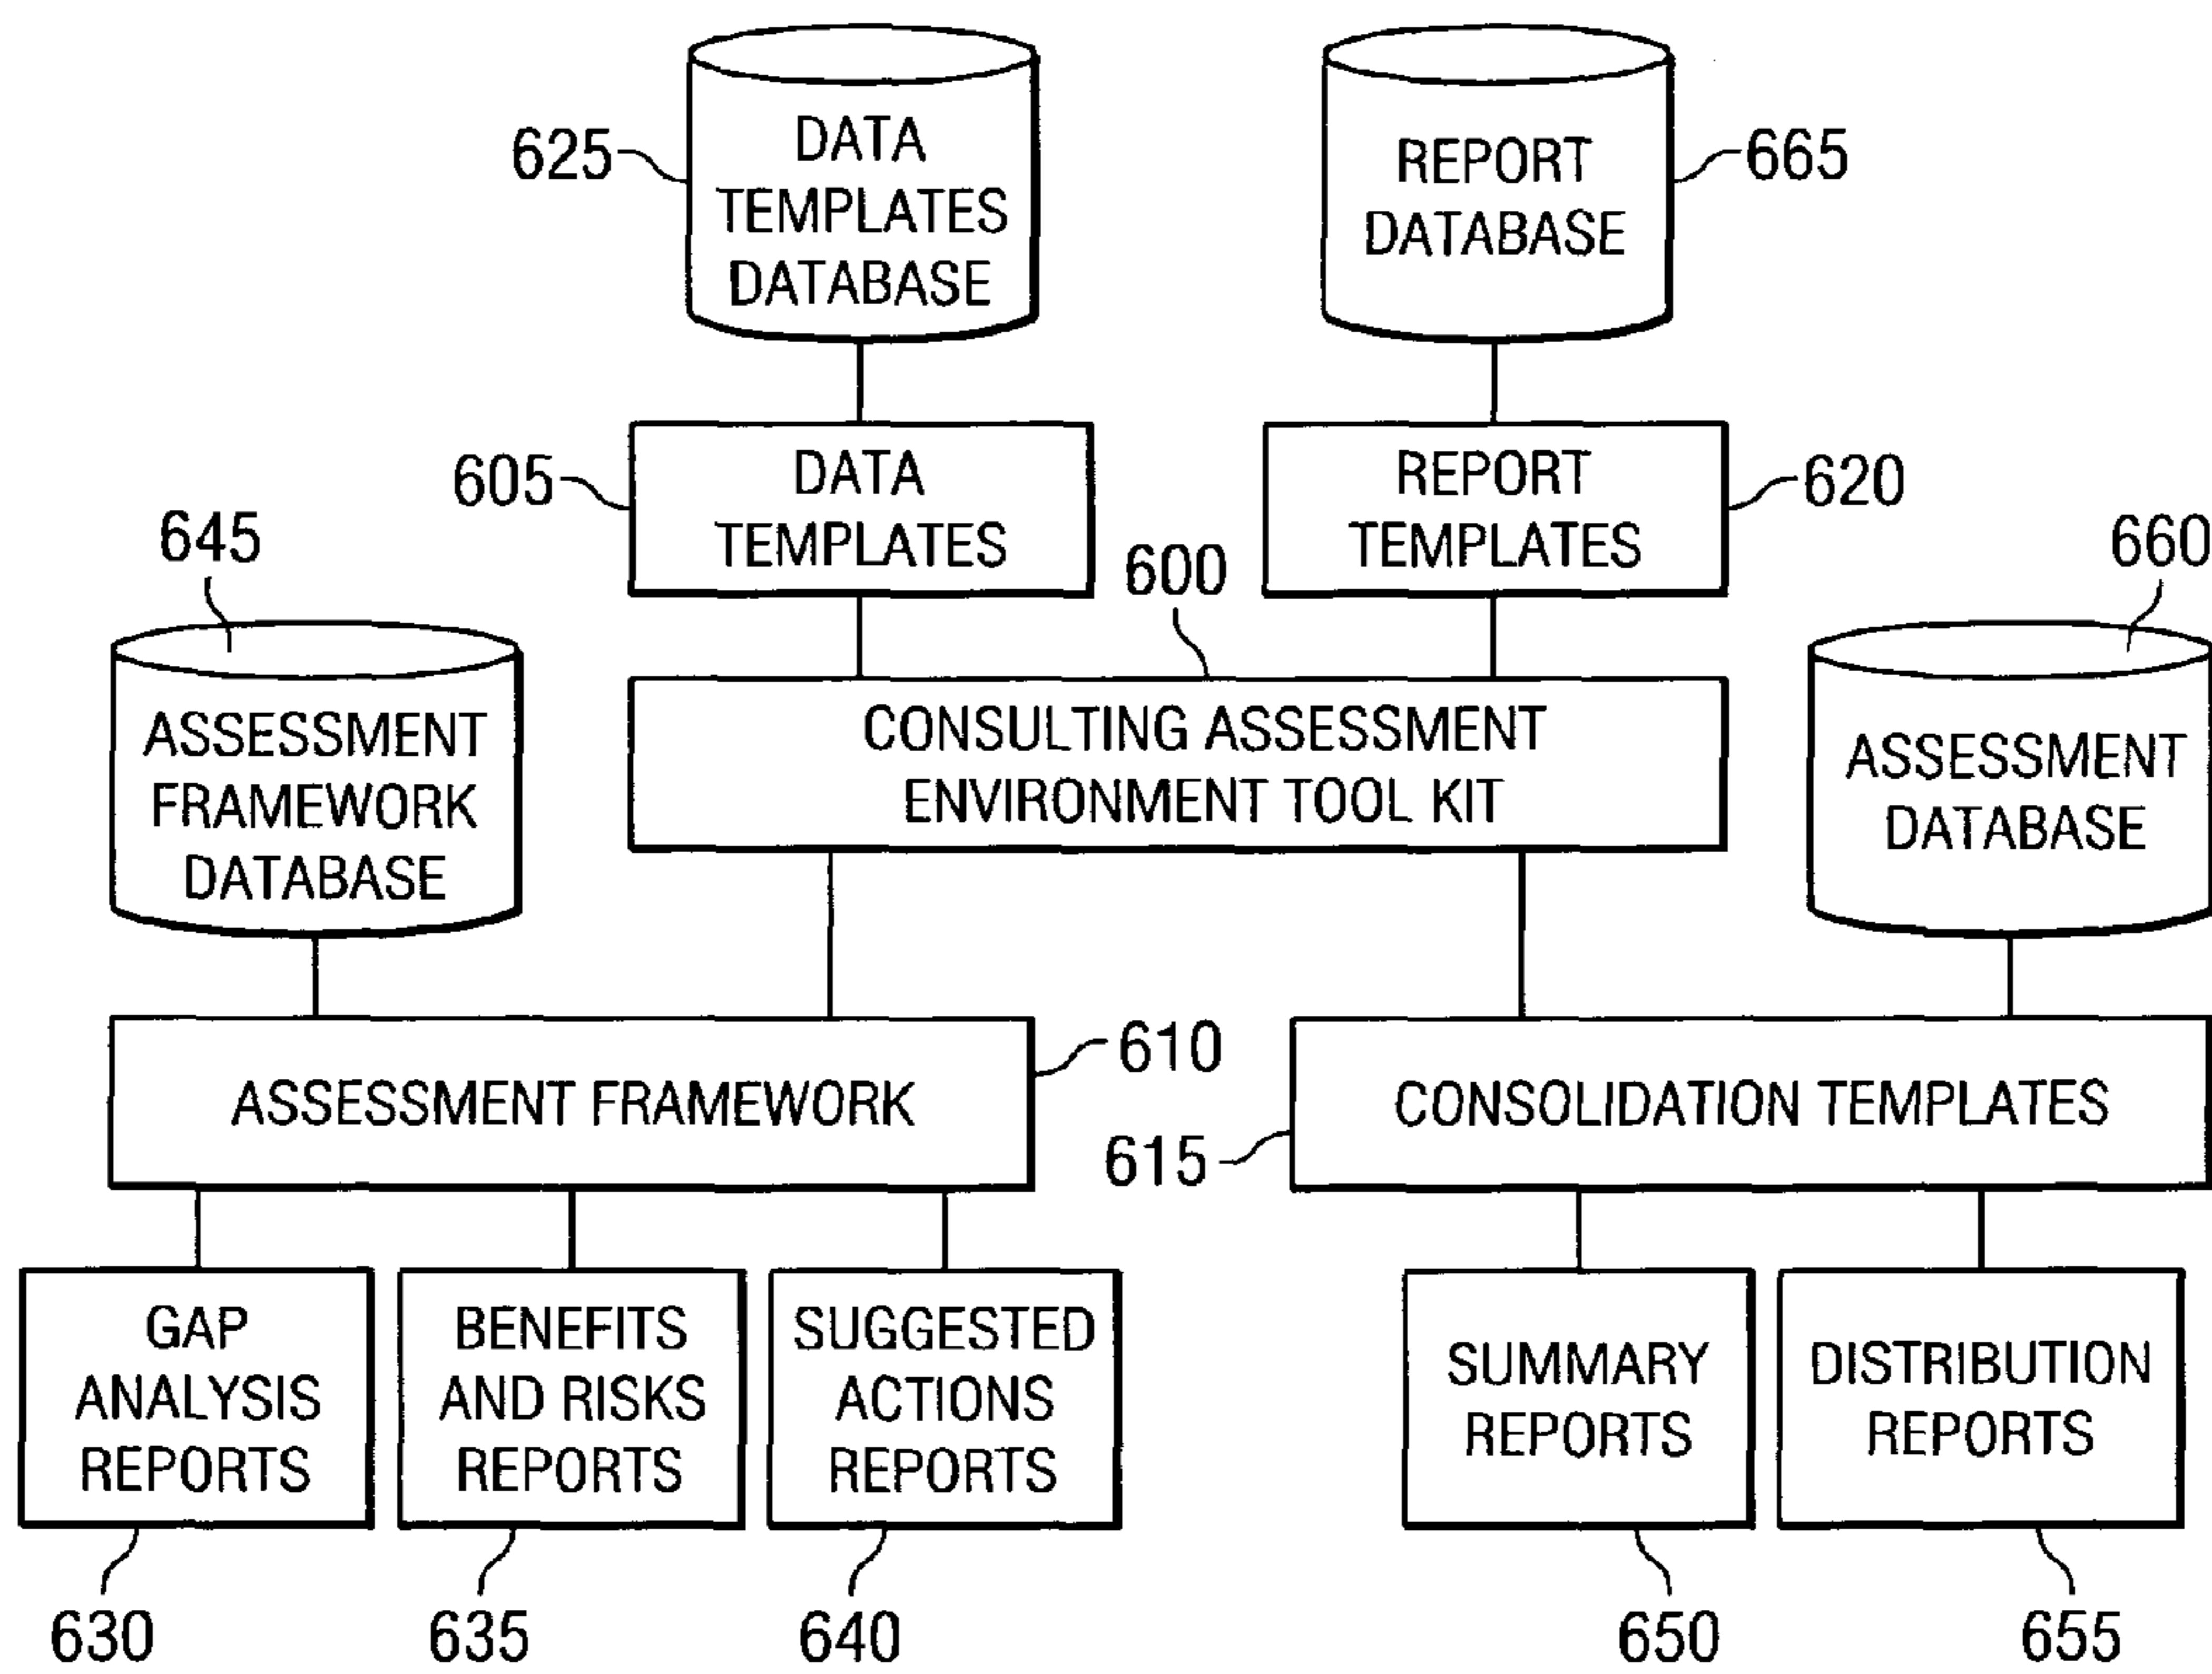 625
DATA
TEMPLATES
DATABASE
REPORT
DATABASE
665
605
DATA
TEMPLATES
REPORT
TEMPLATES
620
645
600
660
ASSESSMENT
FRAMEWORK
DATABASE
CONSULTING ASSESSMENT
ENVIRONMENT TOOL KIT
ASSESSMENT
DATABASE
610
ASSESSMENT FRAMEWORK
615
CONSOLIDATION TEMPLATES
GAP
ANALYSIS
REPORTS
BENEFITS
AND RISKS
REPORTS
SUGGESTED
ACTIONS
REPORTS
SUMMARY
REPORTS
DISTRIBUTION
REPORTS
630
635
640
650
655